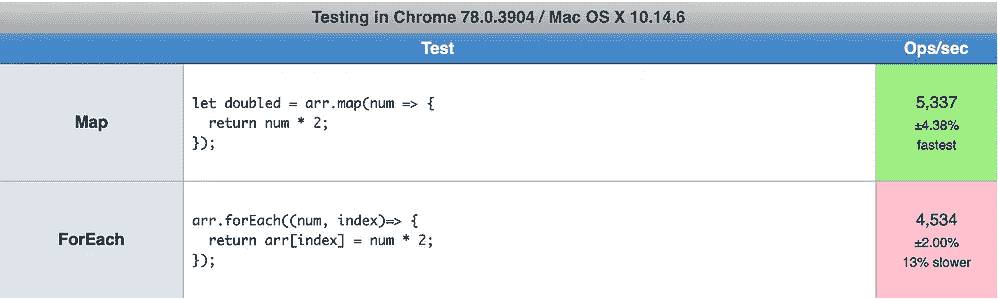 Testing in Chrome 78.0.3904 / Mac OS X 10.14.6
Test Ops/sec
Map
let doubled = arr.map(num => {
return num * 2;
});
5,337
±4.38%
fastest
ForEach
arr.forEach((num, index)=> {
return arr[index] = num * 2;
});
4,534
±2.00%
13% slower